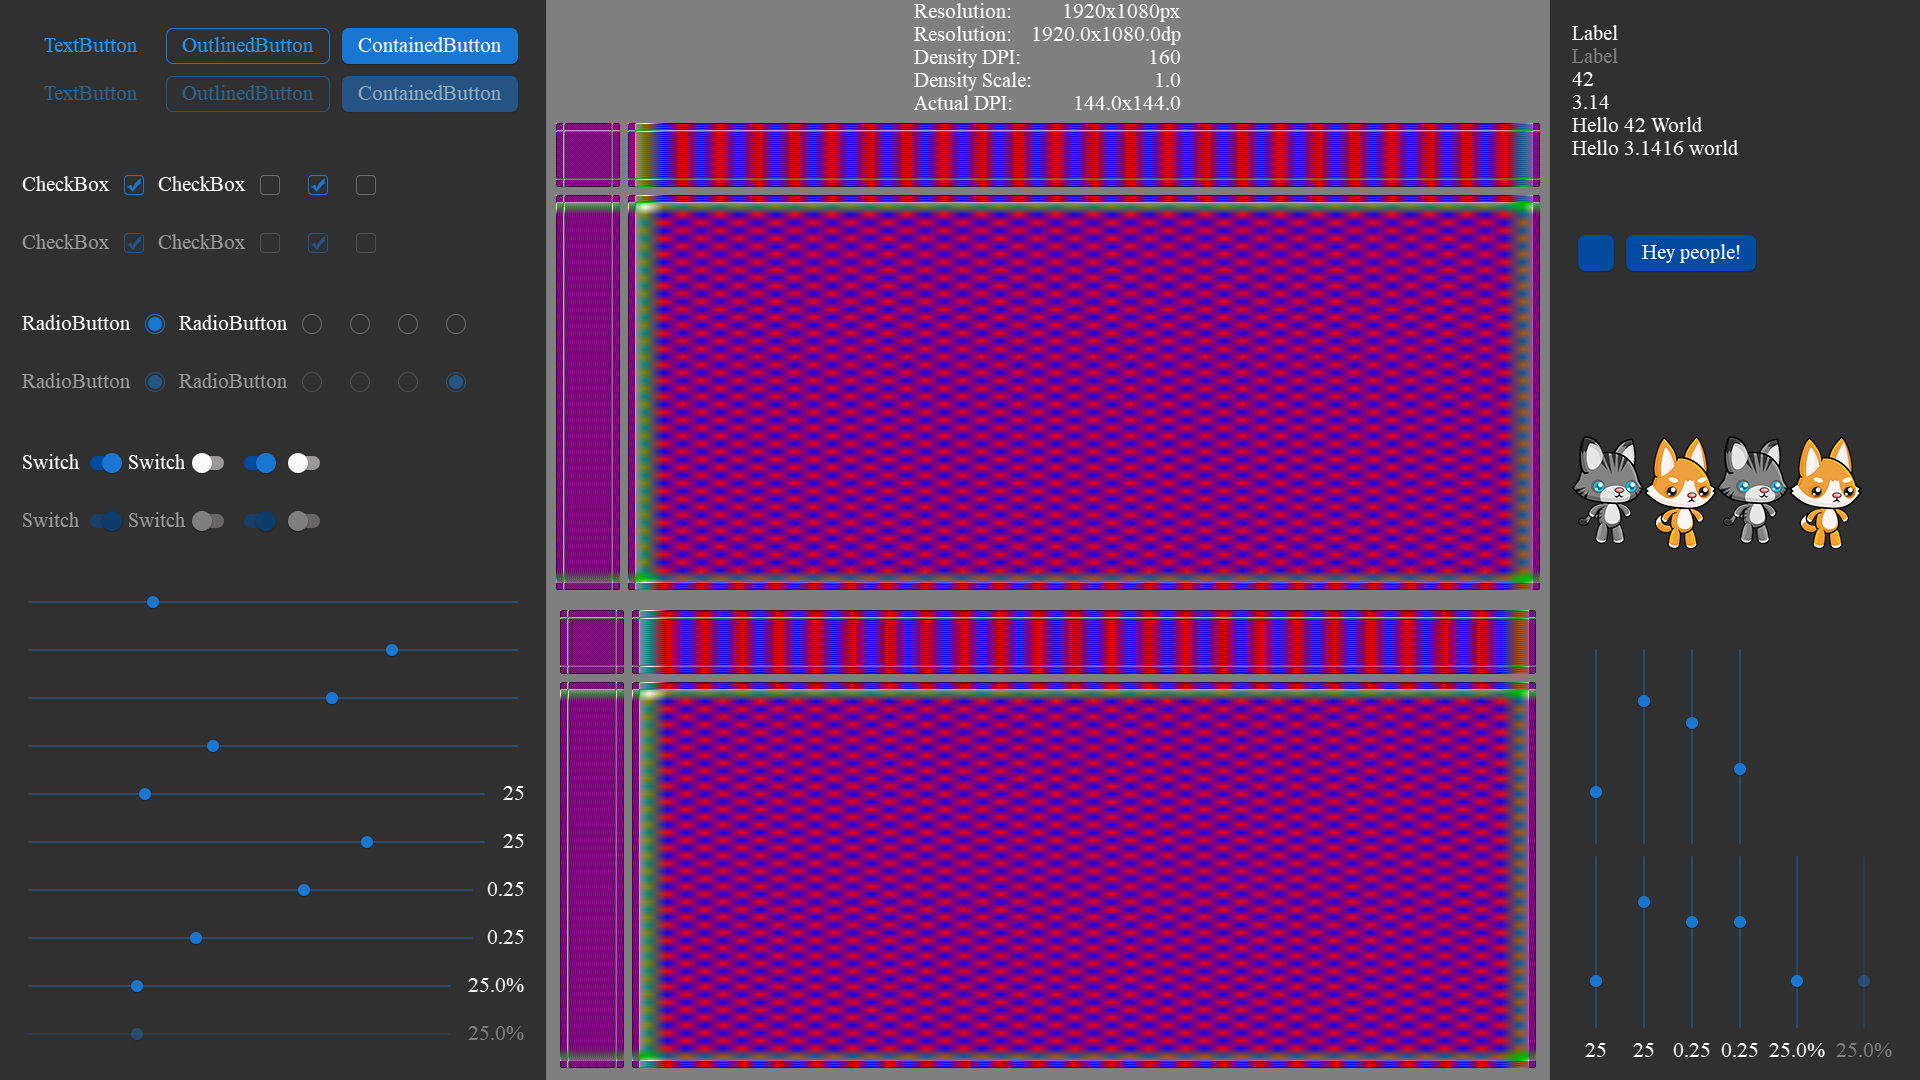 TextButton OutlinedButton ContainedButton
TextButton OutlinedButton ContainedButton
CheckBox CheckBox
CheckBox CheckBox
RadioButton RadioButton
RadioButton RadioButton
Switch Switch
Switch Switch
25
25
0.25
0.25
25.0%
25.0%
Resolution: 1920x1080px
Resolution: 1920.0x1080.0dp
Density DPI: 160
Density Scale: 1.0
Actual DPI: 144.0x144.0
Label
Label
42
3.14
Hello 42 World
Hello 3.1416 world
Hey people!
25 25 0.25 0.25 25.0% 25.0%